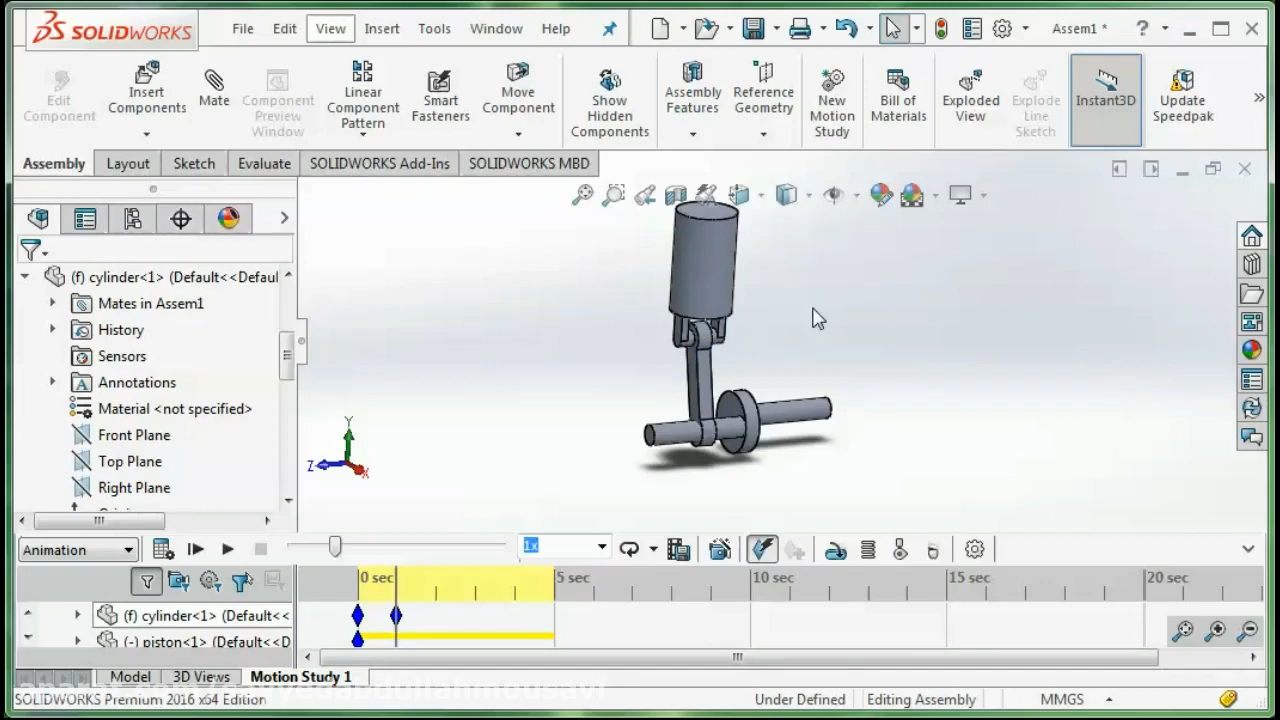 SOLIDWORKS File Edit View Insert Tools Window Help Assem1 * ?
Edit Component
Insert Components
Mate
Component Preview Window
Linear Component Pattern
Smart Fasteners
Move Component
Show Hidden Components
Assembly Features
Reference Geometry
New Motion Study
Bill of Materials
Exploded View
Explode Line Sketch
Instant3D
Update Speedpak
Assembly Layout Sketch Evaluate SOLIDWORKS Add-Ins SOLIDWORKS MBD
(f) cylinder<1> (Default<<Defaul
Mates in Assem1
History
Sensors
Annotations
Material <not specified>
Front Plane
Top Plane
Right Plane
Y
Z
X
Animation 1x
0 sec 5 sec 10 sec 15 sec 20 sec
(f) cylinder<1> (Default<<
(-) piston<1> (Default<<D
Model 3D Views Motion Study 1
SOLIDWORKS Premium 2016 x64 Edition Under Defined Editing Assembly MMGS